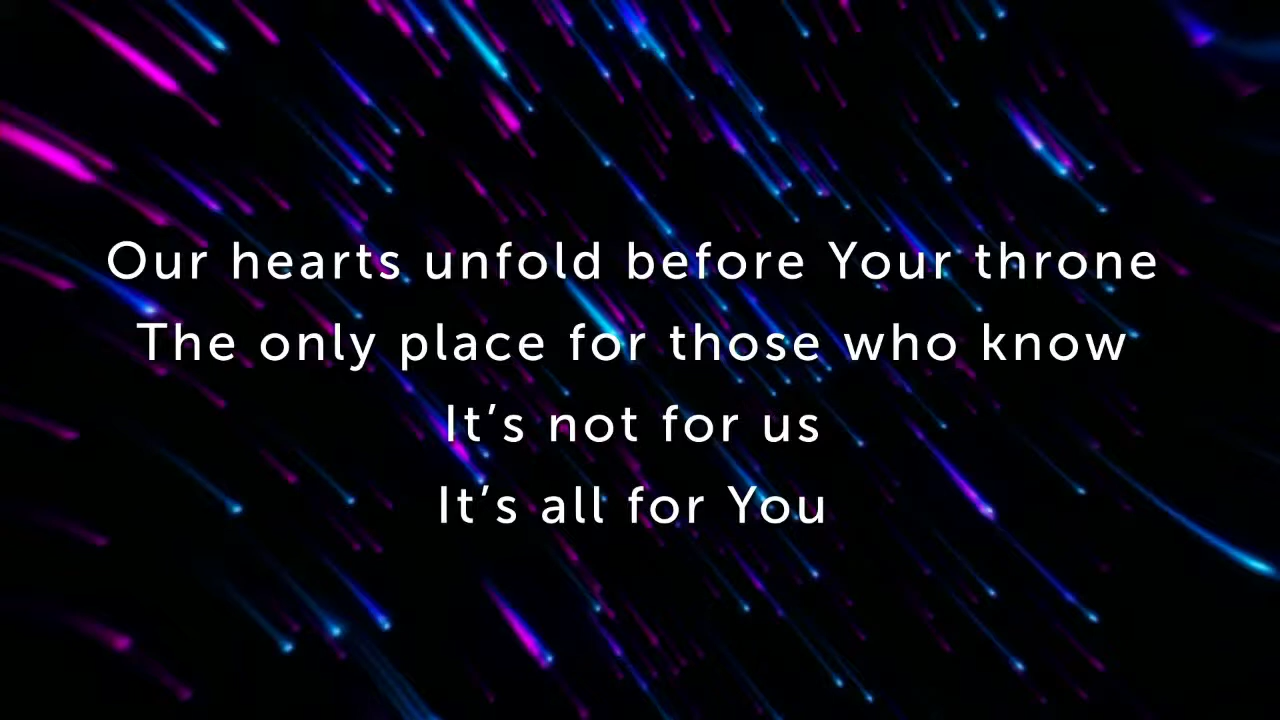 Our hearts unfold before Your throne
The only place for those who know
It’s not for us
It’s all for You